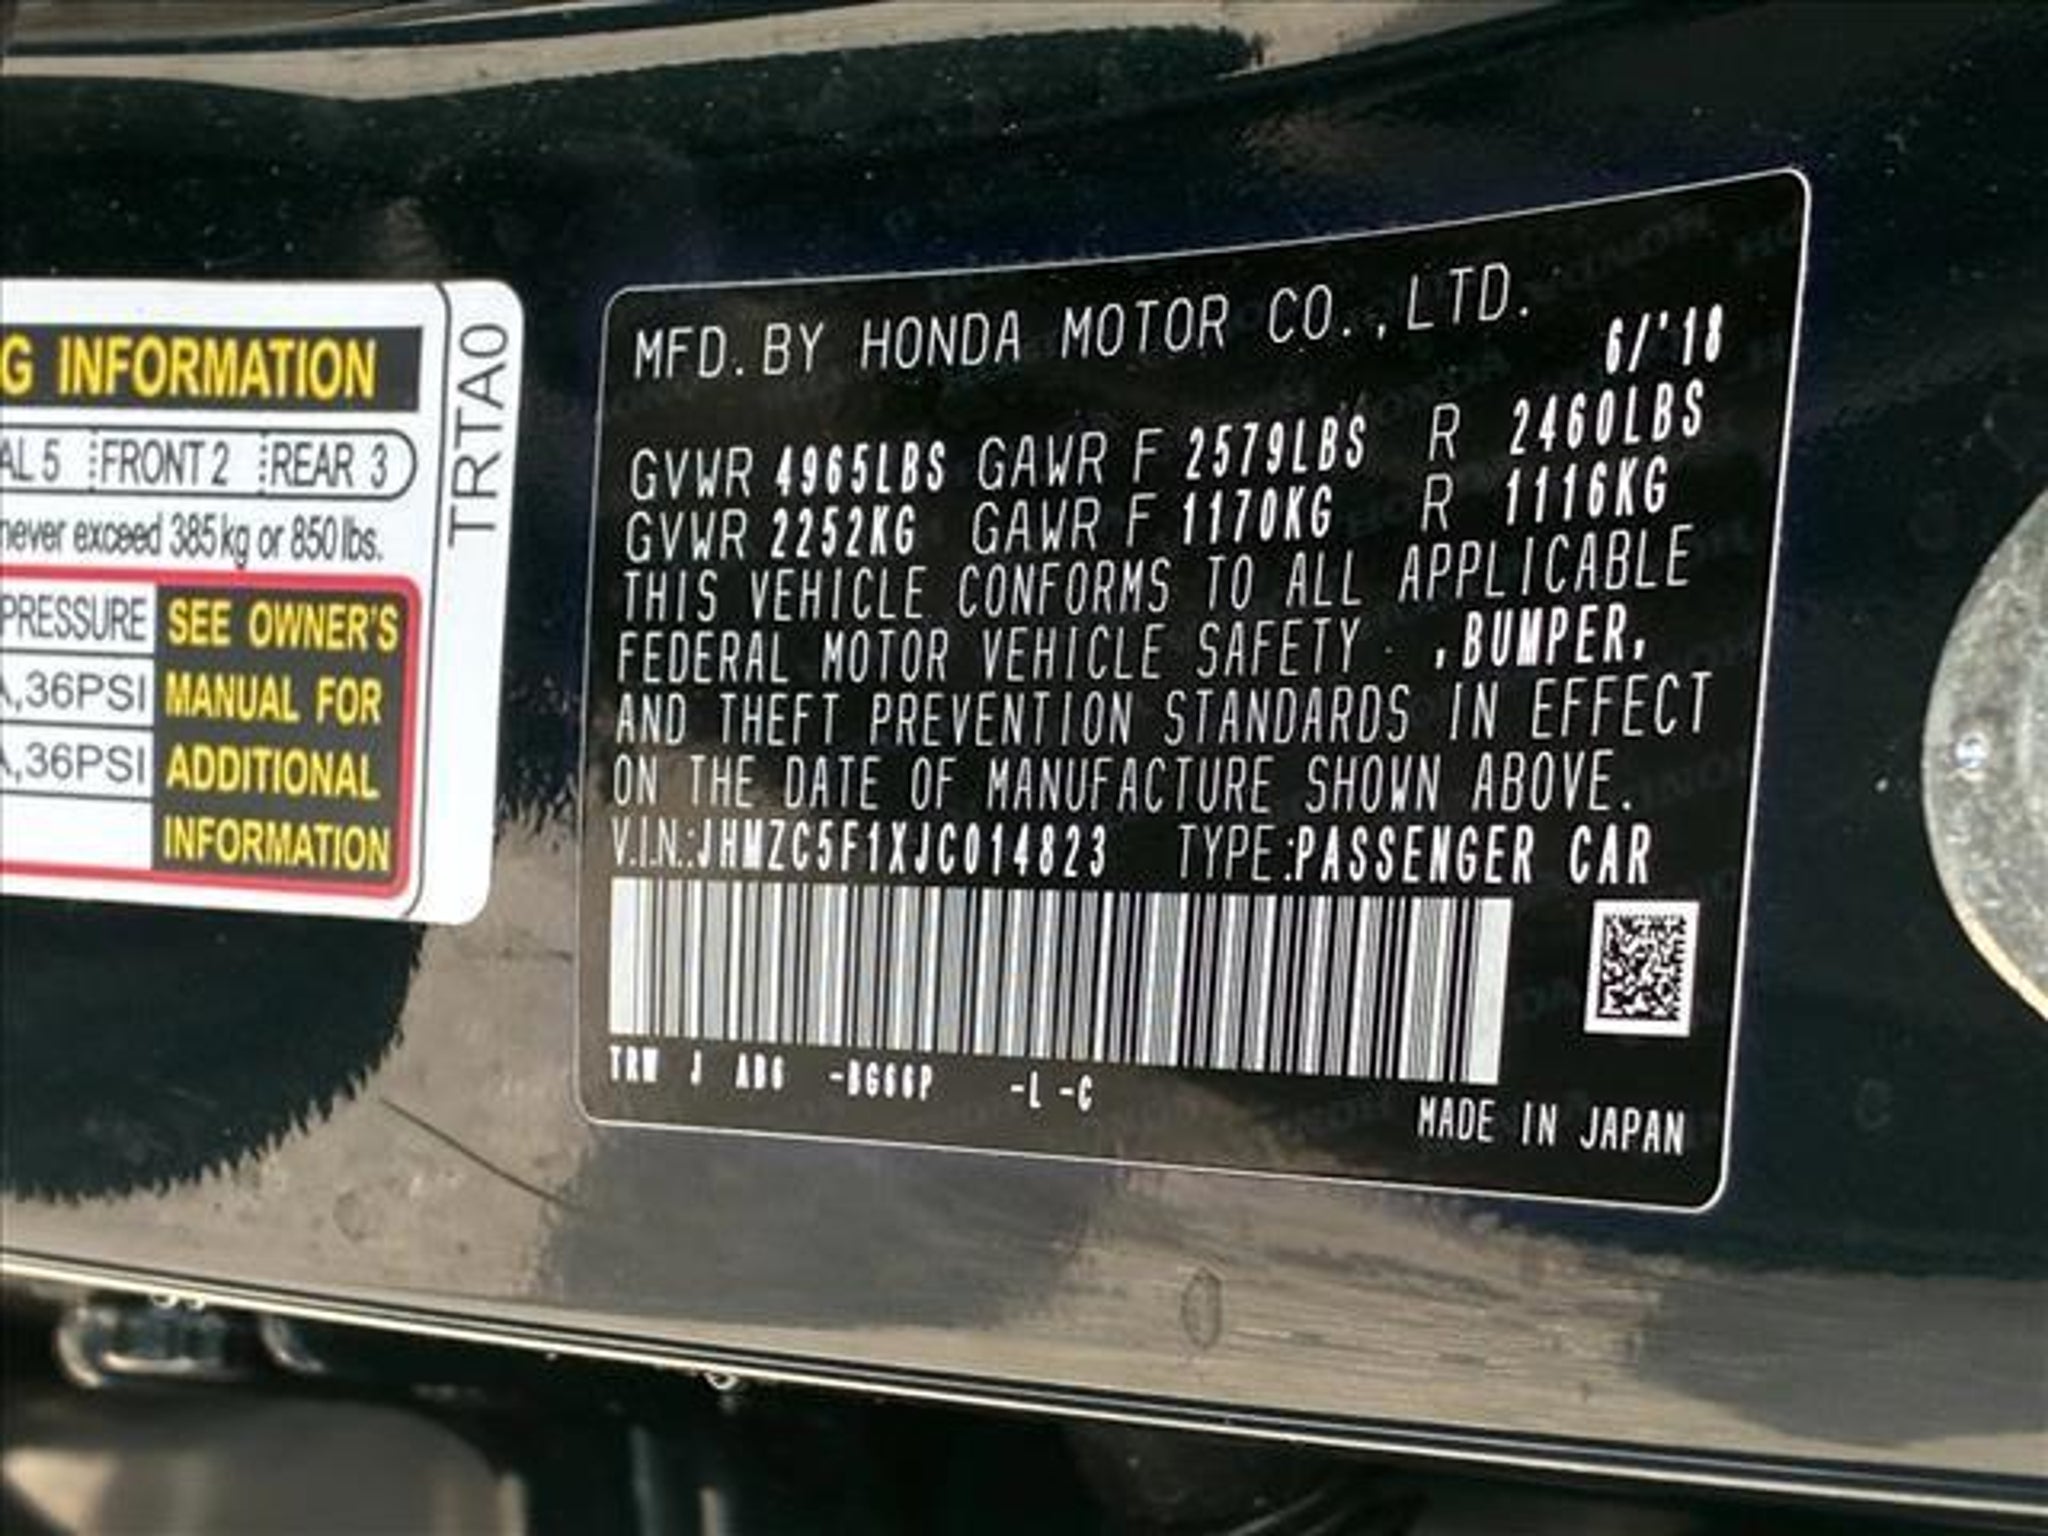 G INFORMATION
AL 5 FRONT 2 REAR 3
never exceed 385 kg or 850 lbs.
PRESSURE
,36PSI
,36PSI
SEE OWNER'S
MANUAL FOR
ADDITIONAL
INFORMATION
TRTA0
MFD. BY HONDA MOTOR CO., LTD.
6/'18
GVWR 4965LBS GAWR F 2579LBS R 2460LBS
GVWR 2252KG GAWR F 1170KG R 1116KG
THIS VEHICLE CONFORMS TO ALL APPLICABLE
FEDERAL MOTOR VEHICLE SAFETY ,BUMPER,
AND THEFT PREVENTION STANDARDS IN EFFECT
ON THE DATE OF MANUFACTURE SHOWN ABOVE.
V.I.N.:JHMZC5F1XJC014823 TYPE:PASSENGER CAR
TRW J AB6 -BG66P -L -C
MADE IN JAPAN